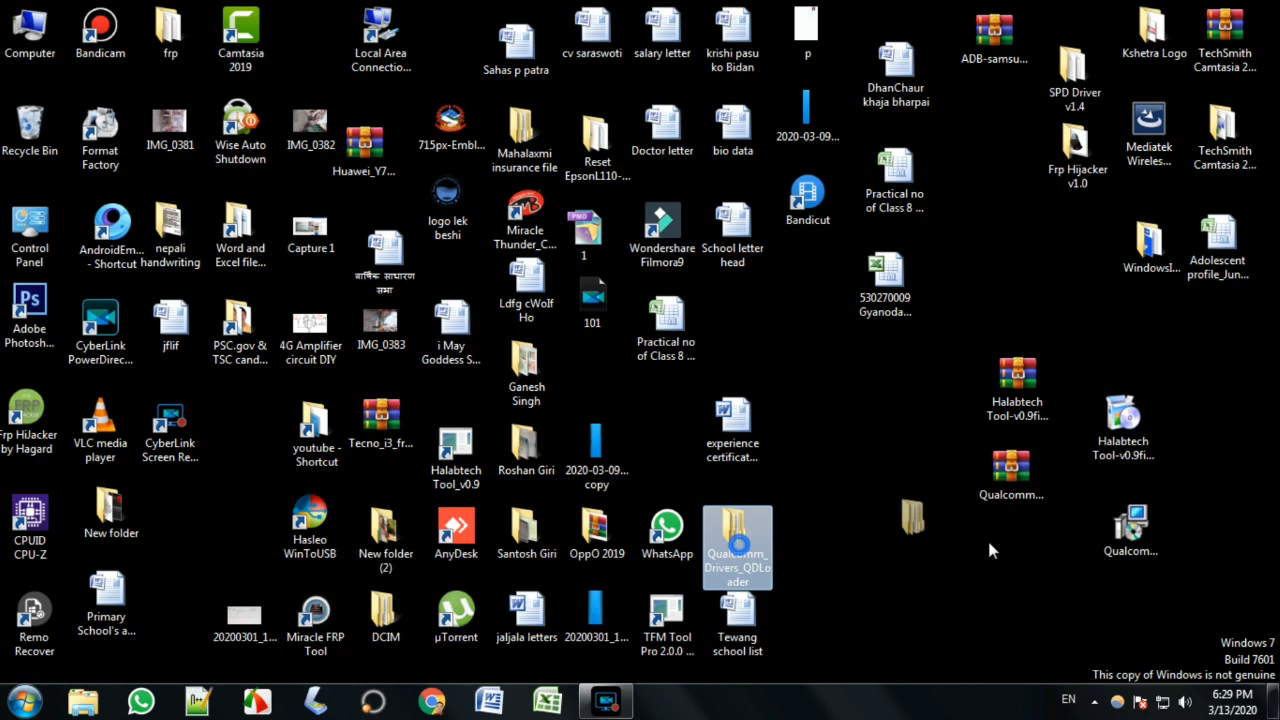 Computer
Bandicam
frp
Camtasia
2019
Local Area
Connectio...
Sahas p patra
cv saraswoti
salary letter
krishi pasu
ko Bidan
p
DhanChaur
khaja bharpai
ADB-samsu...
SPD Driver
v1.4
Kshetra Logo
TechSmith
Camtasia 2...
Recycle Bin
Format
Factory
IMG_0381
Wise Auto
Shutdown
IMG_0382
Huawei_Y7...
715px-Embl...
Mahalaxmi
insurance file
Reset
EpsonL110-...
Doctor letter
bio data
2020-03-09...
Practical no
of Class 8 ...
Frp Hijacker
v1.0
Mediatek
Wireles...
TechSmith
Camtasia 2...
Control
Panel
AndroidEm...
- Shortcut
nepali
handwriting
Word and
Excel file...
Capture 1
वार्षिक साधारण
सभा
logo lek
beshi
Miracle
Thunder_C...
PMD
1
Wondershare
Filmora9
School letter
head
Bandicut
530270009
Gyanoda...
WindowsI...
Adolescent
profile_Jun...
Ps
Adobe
Photosh...
CyberLink
PowerDirec...
jflif
PSC.gov &
TSC cand...
4G Amplifier
circuit DIY
IMG_0383
i May
Goddess S...
Ldfg cWolf
Ho
101
Practical no
of Class 8 ...
Ganesh
Singh
Halabtech
Tool-v0.9fi...
Halabtech
Tool-v0.9fi...
FRP
Frp HiJacker
by Hagard
VLC media
player
CyberLink
Screen Re...
youtube -
Shortcut
Tecno_i3_fr...
Halabtech
Tool_v0.9
Roshan Giri
2020-03-09...
copy
experience
certificat...
Qualcomm...
CPUID
CPU-Z
New folder
Hasleo
WinToUSB
New folder
(2)
AnyDesk
Santosh Giri
OppO 2019
WhatsApp
Qualcomm_
Drivers_QDLo
ader
Qualcom...
Remo
Recover
Primary
School's a...
20200301_1...
Miracle FRP
Tool
DCIM
µTorrent
jaljala letters
20200301_1...
TFM Tool
Pro 2.0.0 ...
Tewang
school list
Windows 7
Build 7601
This copy of Windows is not genuine
EN
6:29 PM
3/13/2020